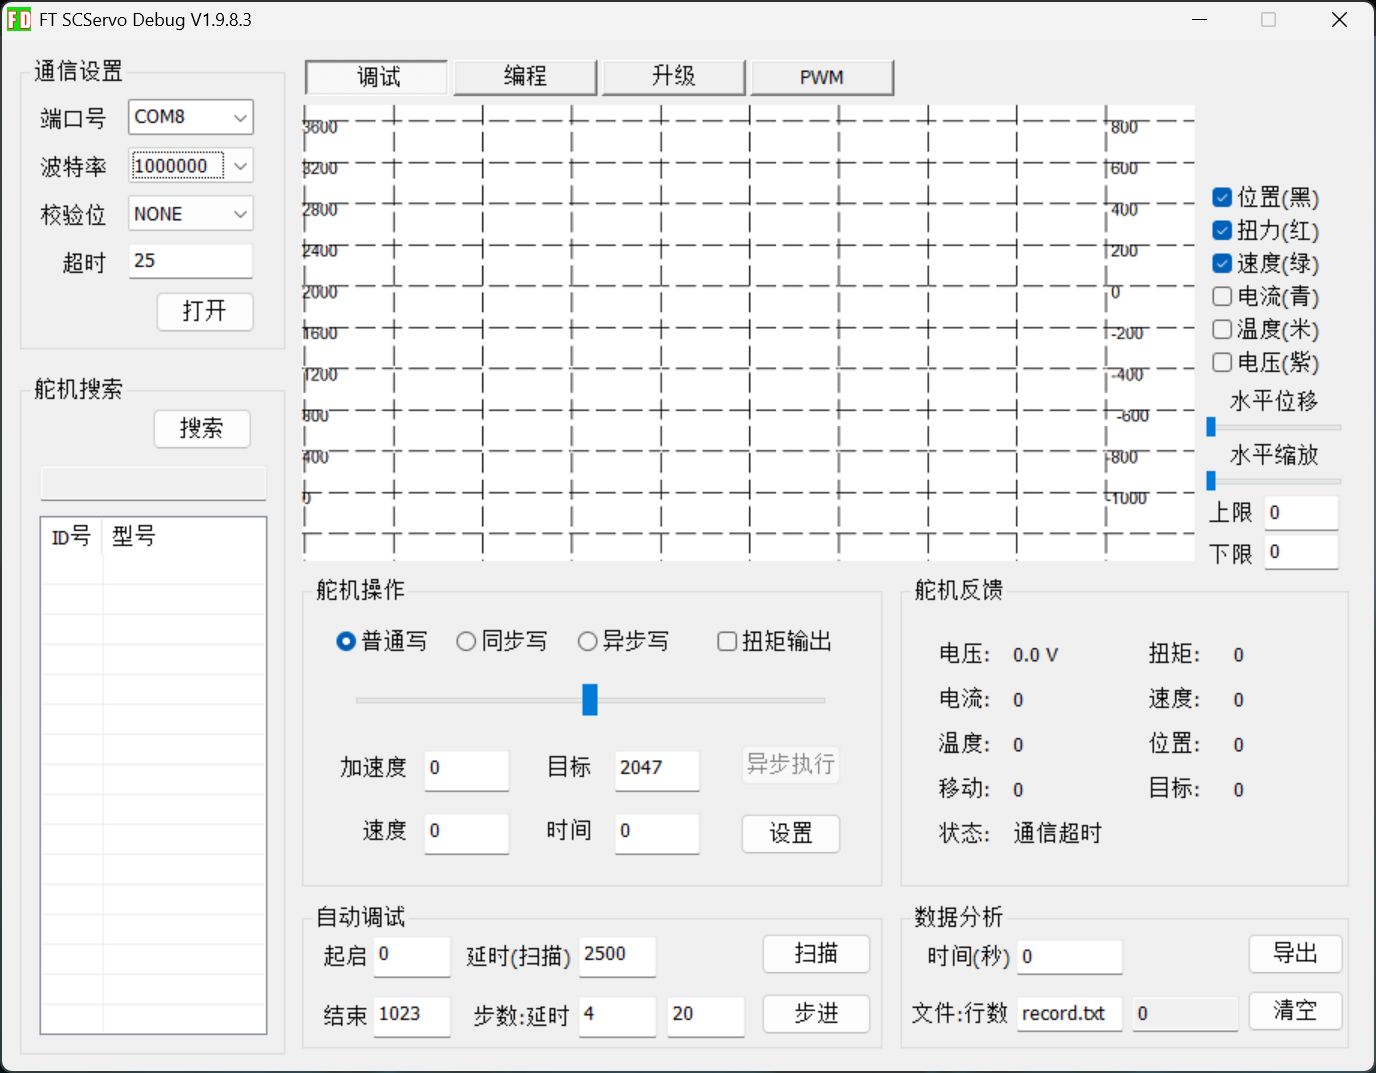 FT SCServo Debug V1.9.8.3
通信设置
端口号 COM8
波特率 1000000
校验位 NONE
超时 25
打开
舵机搜索
搜索
ID号 型号
调试 编程 升级 PWM
3600 800
3200 600
2800 400
2400 200
2000 0
1600 -200
1200 -400
800 -600
400 -800
0 -1000
位置(黑)
扭力(红)
速度(绿)
电流(青)
温度(米)
电压(紫)
水平位移
水平缩放
上限 0
下限 0
舵机操作
普通写 同步写 异步写 扭矩输出
加速度 0 目标 2047 异步执行
速度 0 时间 0 设置
舵机反馈
电压: 0.0 V 扭矩: 0
电流: 0 速度: 0
温度: 0 位置: 0
移动: 0 目标: 0
状态: 通信超时
自动调试
起启 0 延时(扫描) 2500 扫描
结束 1023 步数:延时 4 20 步进
数据分析
时间(秒) 0 导出
文件:行数 record.txt 0 清空